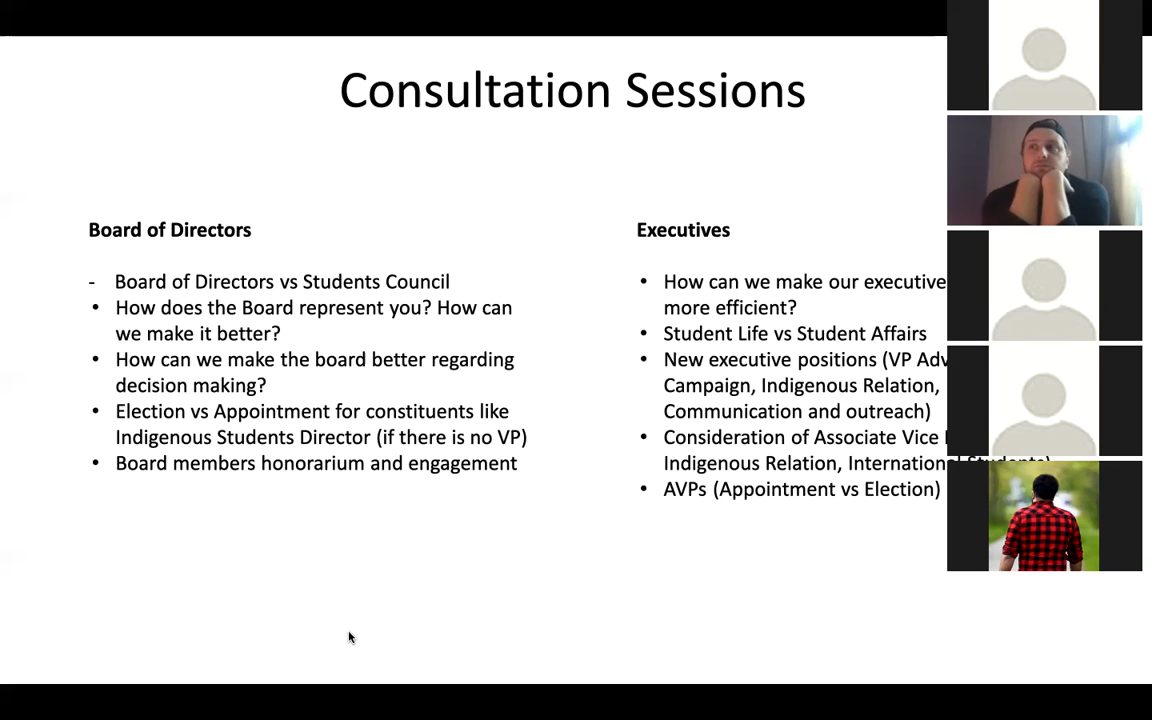 Consultation Sessions
Board of Directors
- Board of Directors vs Students Council
• How does the Board represent you? How can
we make it better?
• How can we make the board better regarding
decision making?
• Election vs Appointment for constituents like
Indigenous Students Director (if there is no VP)
• Board members honorarium and engagement
Executives
• How can we make our executive
more efficient?
• Student Life vs Student Affairs
• New executive positions (VP Adv
Campaign, Indigenous Relation,
Communication and outreach)
• Consideration of Associate Vice
Indigenous Relation, International Students)
• AVPs (Appointment vs Election)